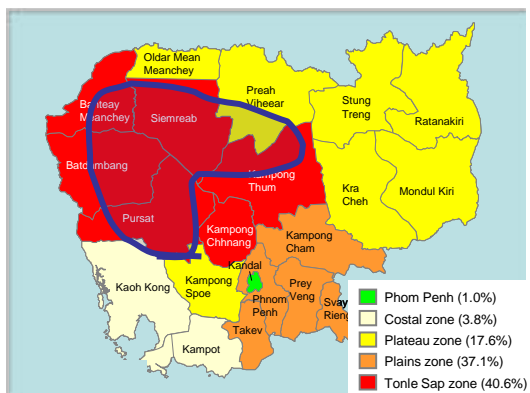 Oldar Mean
Meanchey
Preah
Viheear
Banteay
Meanchey
Siemreab
Stung
Treng
Ratanakiri
Batdambang
Kampong
Thum
Kra
Cheh
Mondul Kiri
Pursat
Kampong
Chhnang
Kampong
Cham
Kaoh Kong
Kampong
Spoe
Kandal
Phnom
Penh
Prey
Veng
Svay
Rieng
Takev
Kampot
Phom Penh (1.0%)
Costal zone (3.8%)
Plateau zone (17.6%)
Plains zone (37.1%)
Tonle Sap zone (40.6%)